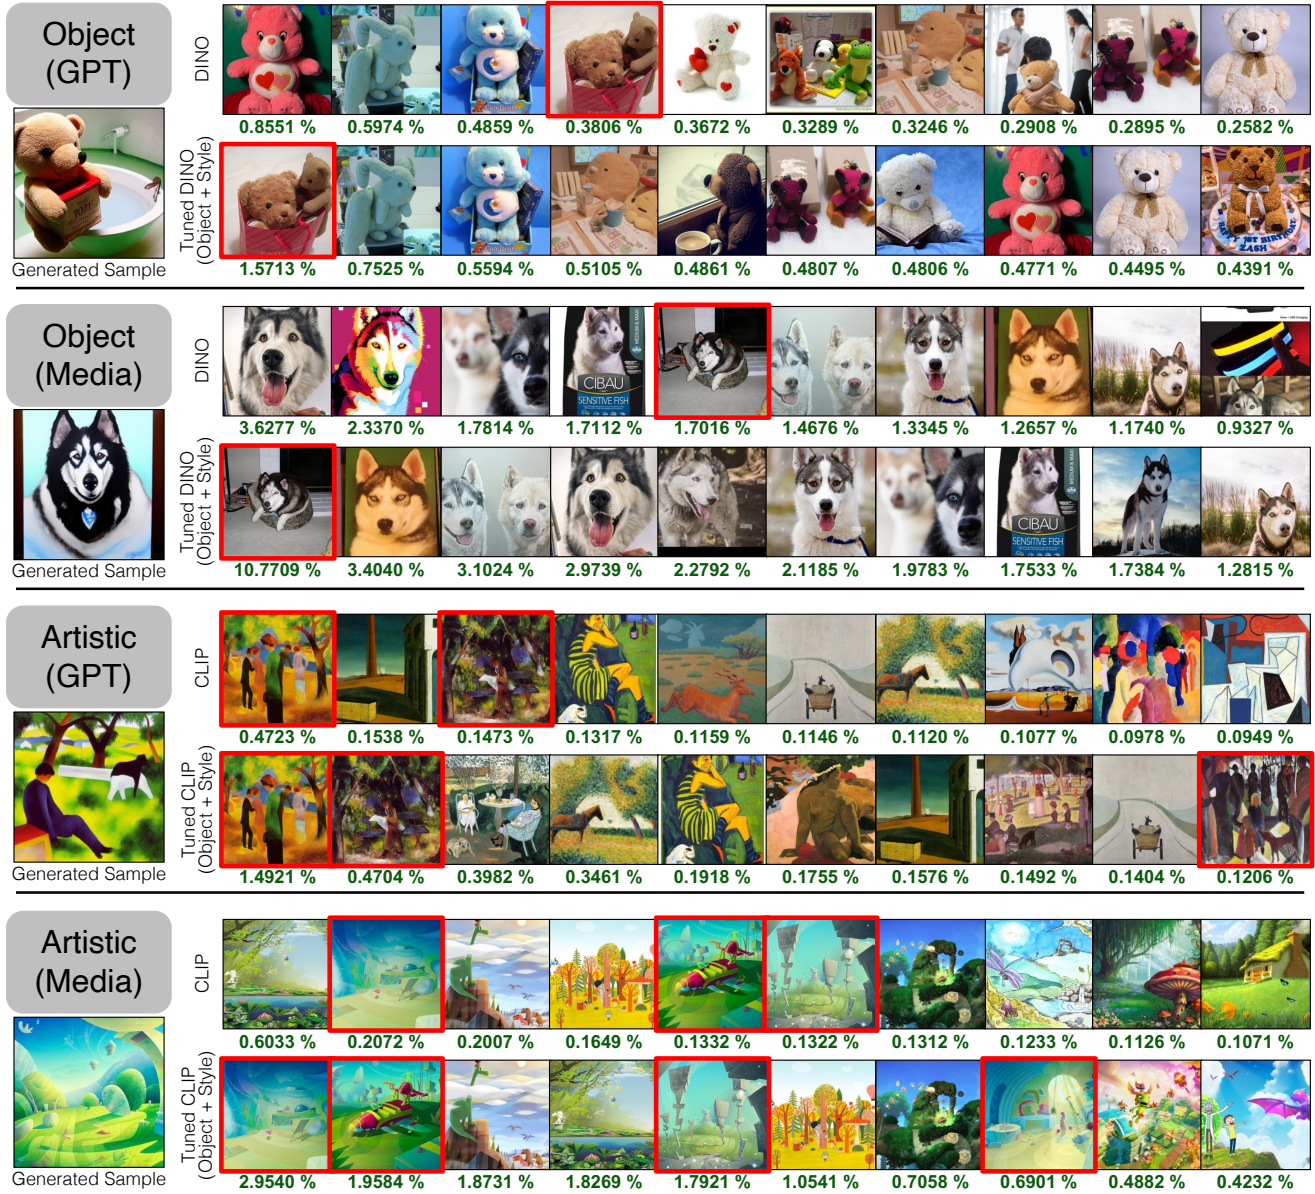 Object
(GPT)
DINO
0.8551 % 0.5974 % 0.4859 % 0.3806 % 0.3672 % 0.3289 % 0.3246 % 0.2908 % 0.2895 % 0.2582 %
Tuned DINO
(Object + Style)
HAPPY 1ST BIRTHDAY
ZASH
Generated Sample
1.5713 % 0.7525 % 0.5594 % 0.5105 % 0.4861 % 0.4807 % 0.4806 % 0.4771 % 0.4495 % 0.4391 %
Object
(Media)
DINO
MEDIUM & MAXI
CIBAU
SENSITIVE FISH
3.6277 % 2.3370 % 1.7814 % 1.7112 % 1.7016 % 1.4676 % 1.3345 % 1.2657 % 1.1740 % 0.9327 %
Tuned DINO
(Object + Style)
MEDIUM & MAXI
CIBAU
SENSITIVE FISH
Generated Sample
10.7709 % 3.4040 % 3.1024 % 2.9739 % 2.2792 % 2.1185 % 1.9783 % 1.7533 % 1.7384 % 1.2815 %
Artistic
(GPT)
CLIP
0.4723 % 0.1538 % 0.1473 % 0.1317 % 0.1159 % 0.1146 % 0.1120 % 0.1077 % 0.0978 % 0.0949 %
Tuned CLIP
(Object + Style)
Generated Sample
1.4921 % 0.4704 % 0.3982 % 0.3461 % 0.1918 % 0.1755 % 0.1576 % 0.1492 % 0.1404 % 0.1206 %
Artistic
(Media)
CLIP
0.6033 % 0.2072 % 0.2007 % 0.1649 % 0.1332 % 0.1322 % 0.1312 % 0.1233 % 0.1126 % 0.1071 %
Tuned CLIP
(Object + Style)
Generated Sample
2.9540 % 1.9584 % 1.8731 % 1.8269 % 1.7921 % 1.0541 % 0.7058 % 0.6901 % 0.4882 % 0.4232 %